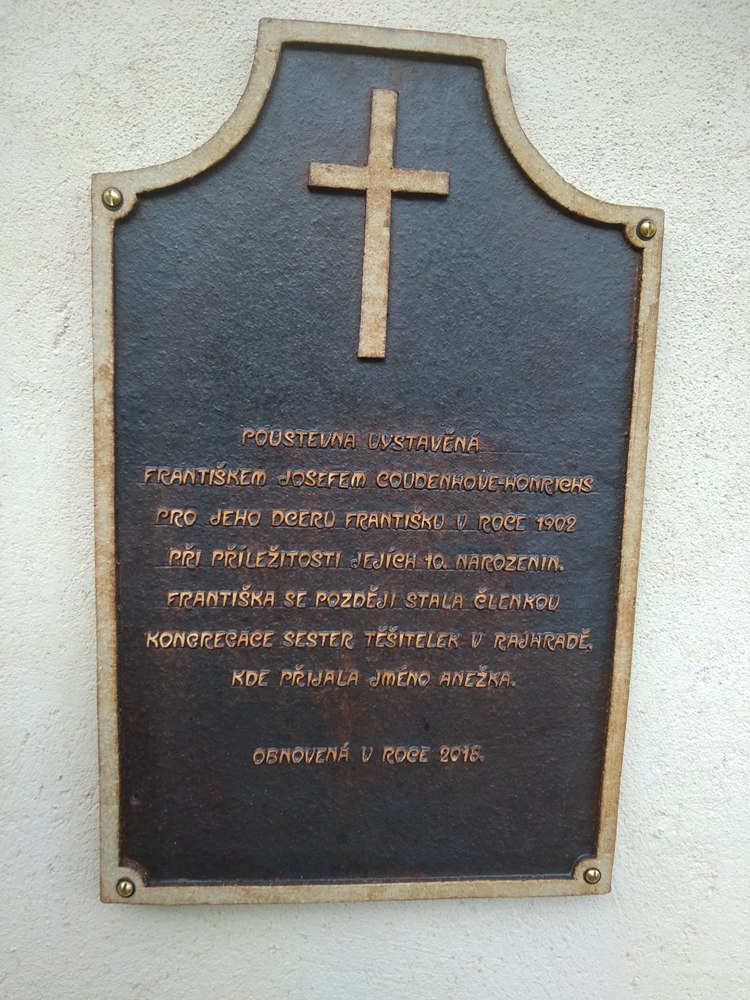 POUSTEVNA VYSTAVĚNÁ
FRANTIŠKEM JOSEFEM COUDENHOVE-HONRICHS
PRO JEHO DCERU FRANTIŠKU V ROCE 1902
PŘI PŘÍLEŽITOSTI JEJÍCH 10. NAROZENIN.
FRANTIŠKA SE POZDĚJI STALA ČLENKOU
KONGREGACE SESTER TĚŠITELEK V RAJHRADĚ,
KDE PŘIJALA JMÉNO ANEŽKA.
OBNOVENÁ V ROCE 2018.